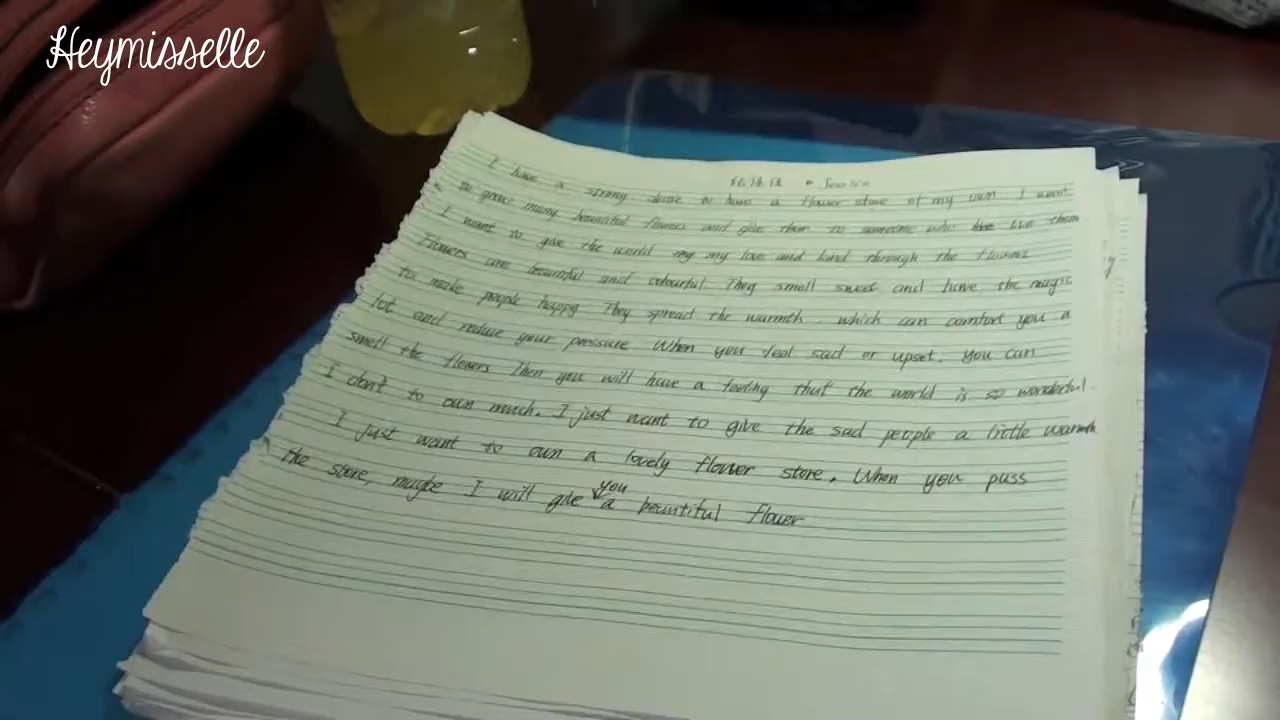 Heymisselle
I have a strong desire to have a flower store of my own I want
to grow many beautiful flowers and give them to someone who like them
I want to give the world my my love and kind through the flowers
Flowers are beautiful and colourful. They smell sweet and have the magic
to make people happy They spread the warmth, which can comfort you a
lot and reduce your pressure When you feel sad or upset, you can
smell the flowers Then you will have a feeling that the world is so wonderful.
I don't to own much. I just want to give the sad people a little warmth
I just want to own a lovely flower store. When you pass
the store, maybe I will give you a beautiful flower